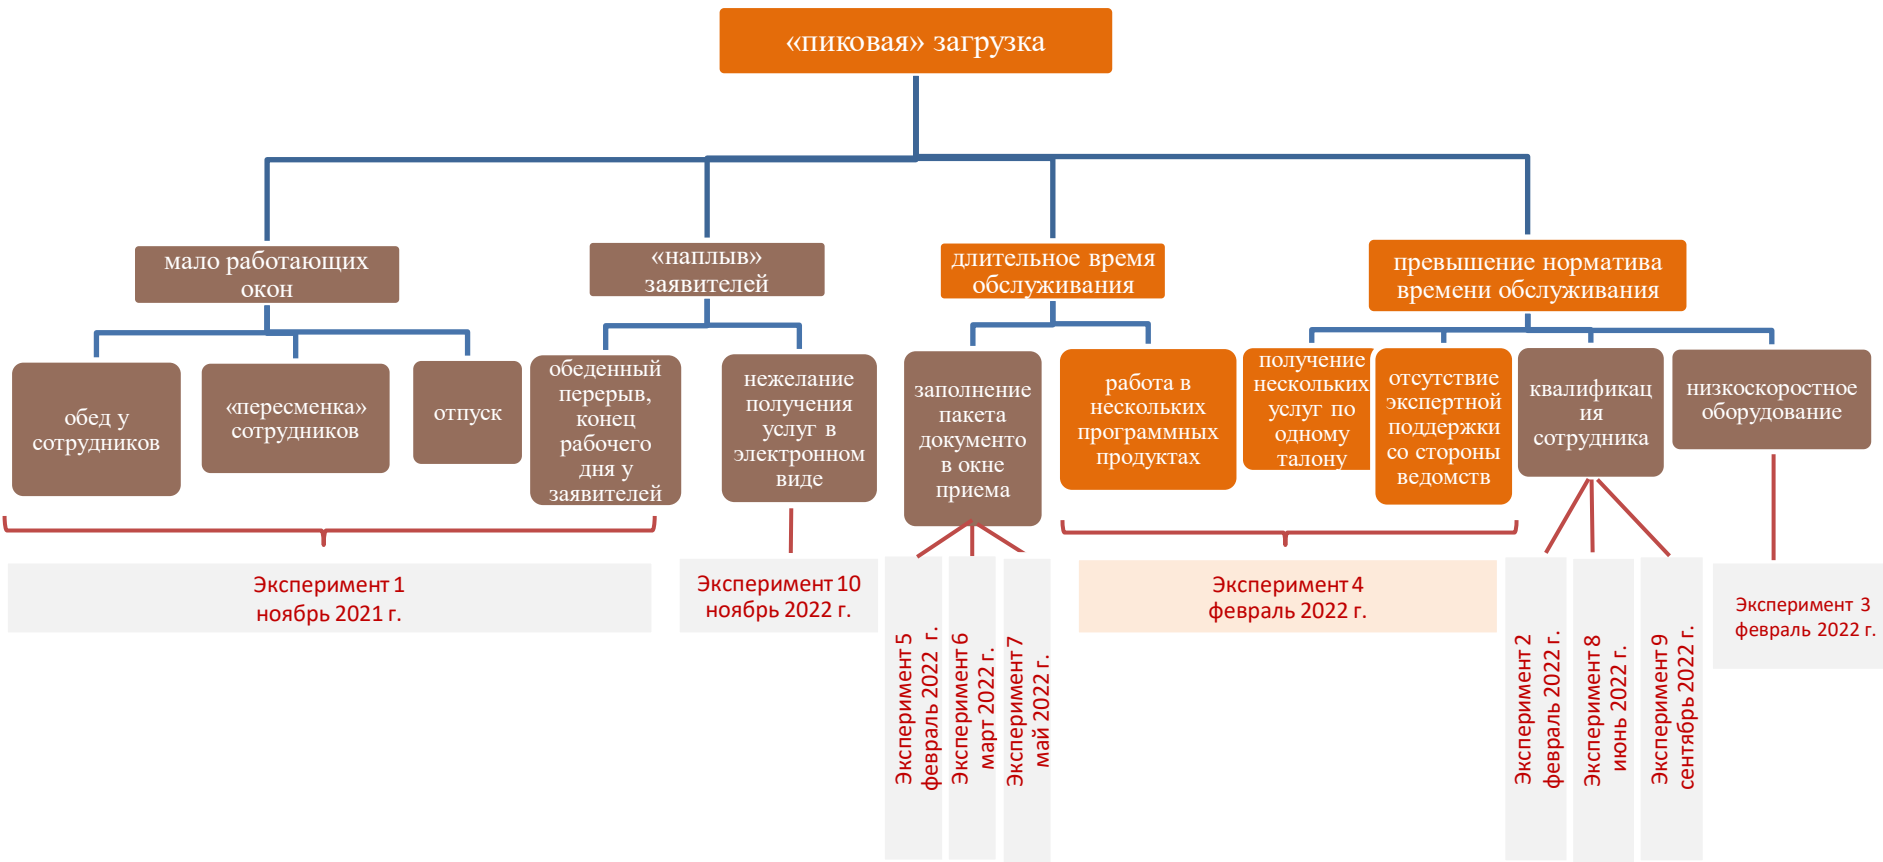 «пиковая» загрузка
мало работающих
окон
«наплыв»
заявителей
длительное время
обслуживания
превышение норматива
времени обслуживания
обед у
сотрудников
«пересменка»
сотрудников
отпуск
обеденный
перерыв,
конец
рабочего
дня у
заявителей
нежелание
получения
услуг в
электронном
виде
заполнение
пакета
документо
в окне
приема
работа в
нескольких
программных
продуктах
получение
нескольких
услуг по
одному
талону
отсутствие
экспертной
поддержки
со стороны
ведомств
квалификац
ия
сотрудника
низкоскоростное
оборудование
Эксперимент 1
ноябрь 2021 г.
Эксперимент 10
ноябрь 2022 г.
Эксперимент 5
февраль 2022 г.
Эксперимент 6
март 2022 г.
Эксперимент 7
май 2022 г.
Эксперимент 4
февраль 2022 г.
Эксперимент 2
февраль 2022 г.
Эксперимент 8
июнь 2022 г.
Эксперимент 9
сентябрь 2022 г.
Эксперимент 3
февраль 2022 г.